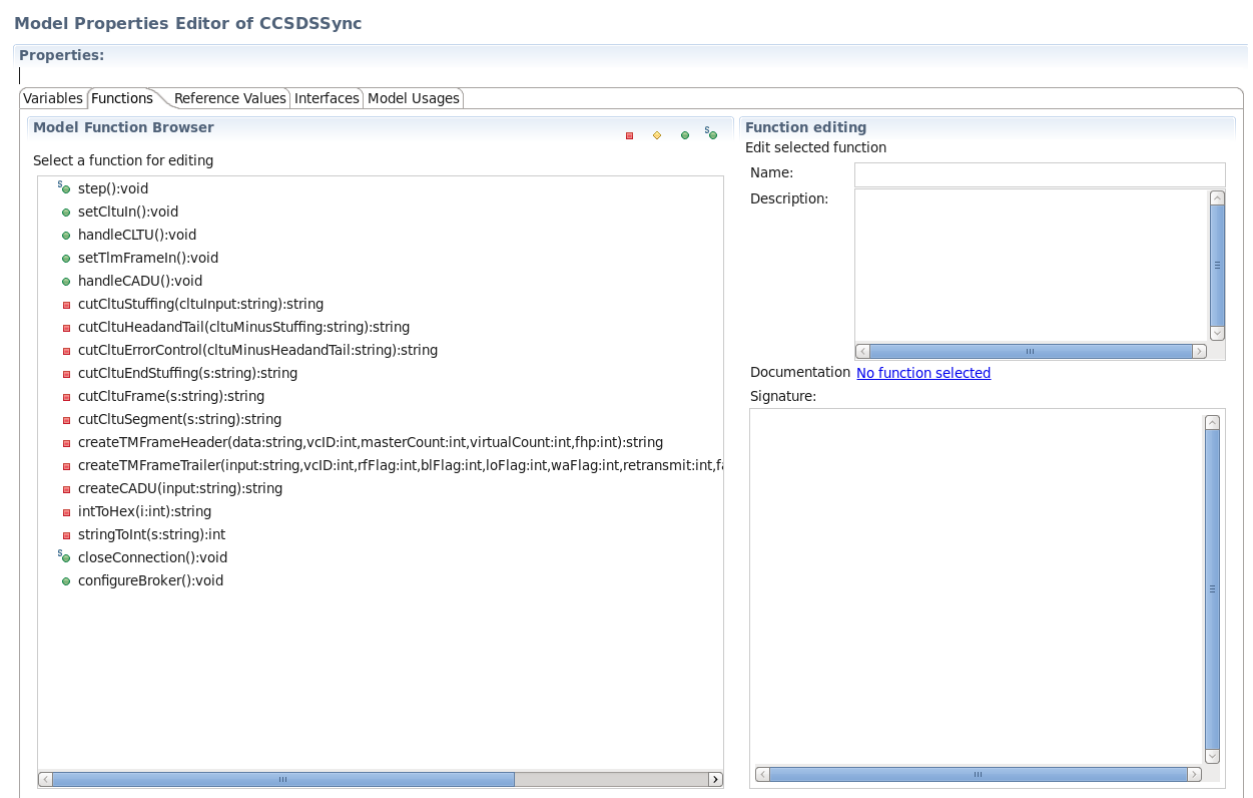 Model Properties Editor of CCSDSSync
Properties:
Variables Functions Reference Values Interfaces Model Usages
Model Function Browser
S
Select a function for editing
S step():void
setCltuIn():void
handleCLTU():void
setTlmFrameIn():void
handleCADU():void
cutCltuStuffing(cltuInput:string):string
cutCltuHeadandTail(cltuMinusStuffing:string):string
cutCltuErrorControl(cltuMinusHeadandTail:string):string
cutCltuEndStuffing(s:string):string
cutCltuFrame(s:string):string
cutCltuSegment(s:string):string
createTMFrameHeader(data:string,vcID:int,masterCount:int,virtualCount:int,fhp:int):string
createTMFrameTrailer(input:string,vcID:int,rfFlag:int,blFlag:int,loFlag:int,waFlag:int,retransmit:int,fa
createCADU(input:string):string
intToHex(i:int):string
stringToInt(s:string):int
S closeConnection():void
configureBroker():void
Function editing
Edit selected function
Name:
Description:
Documentation No function selected
Signature: